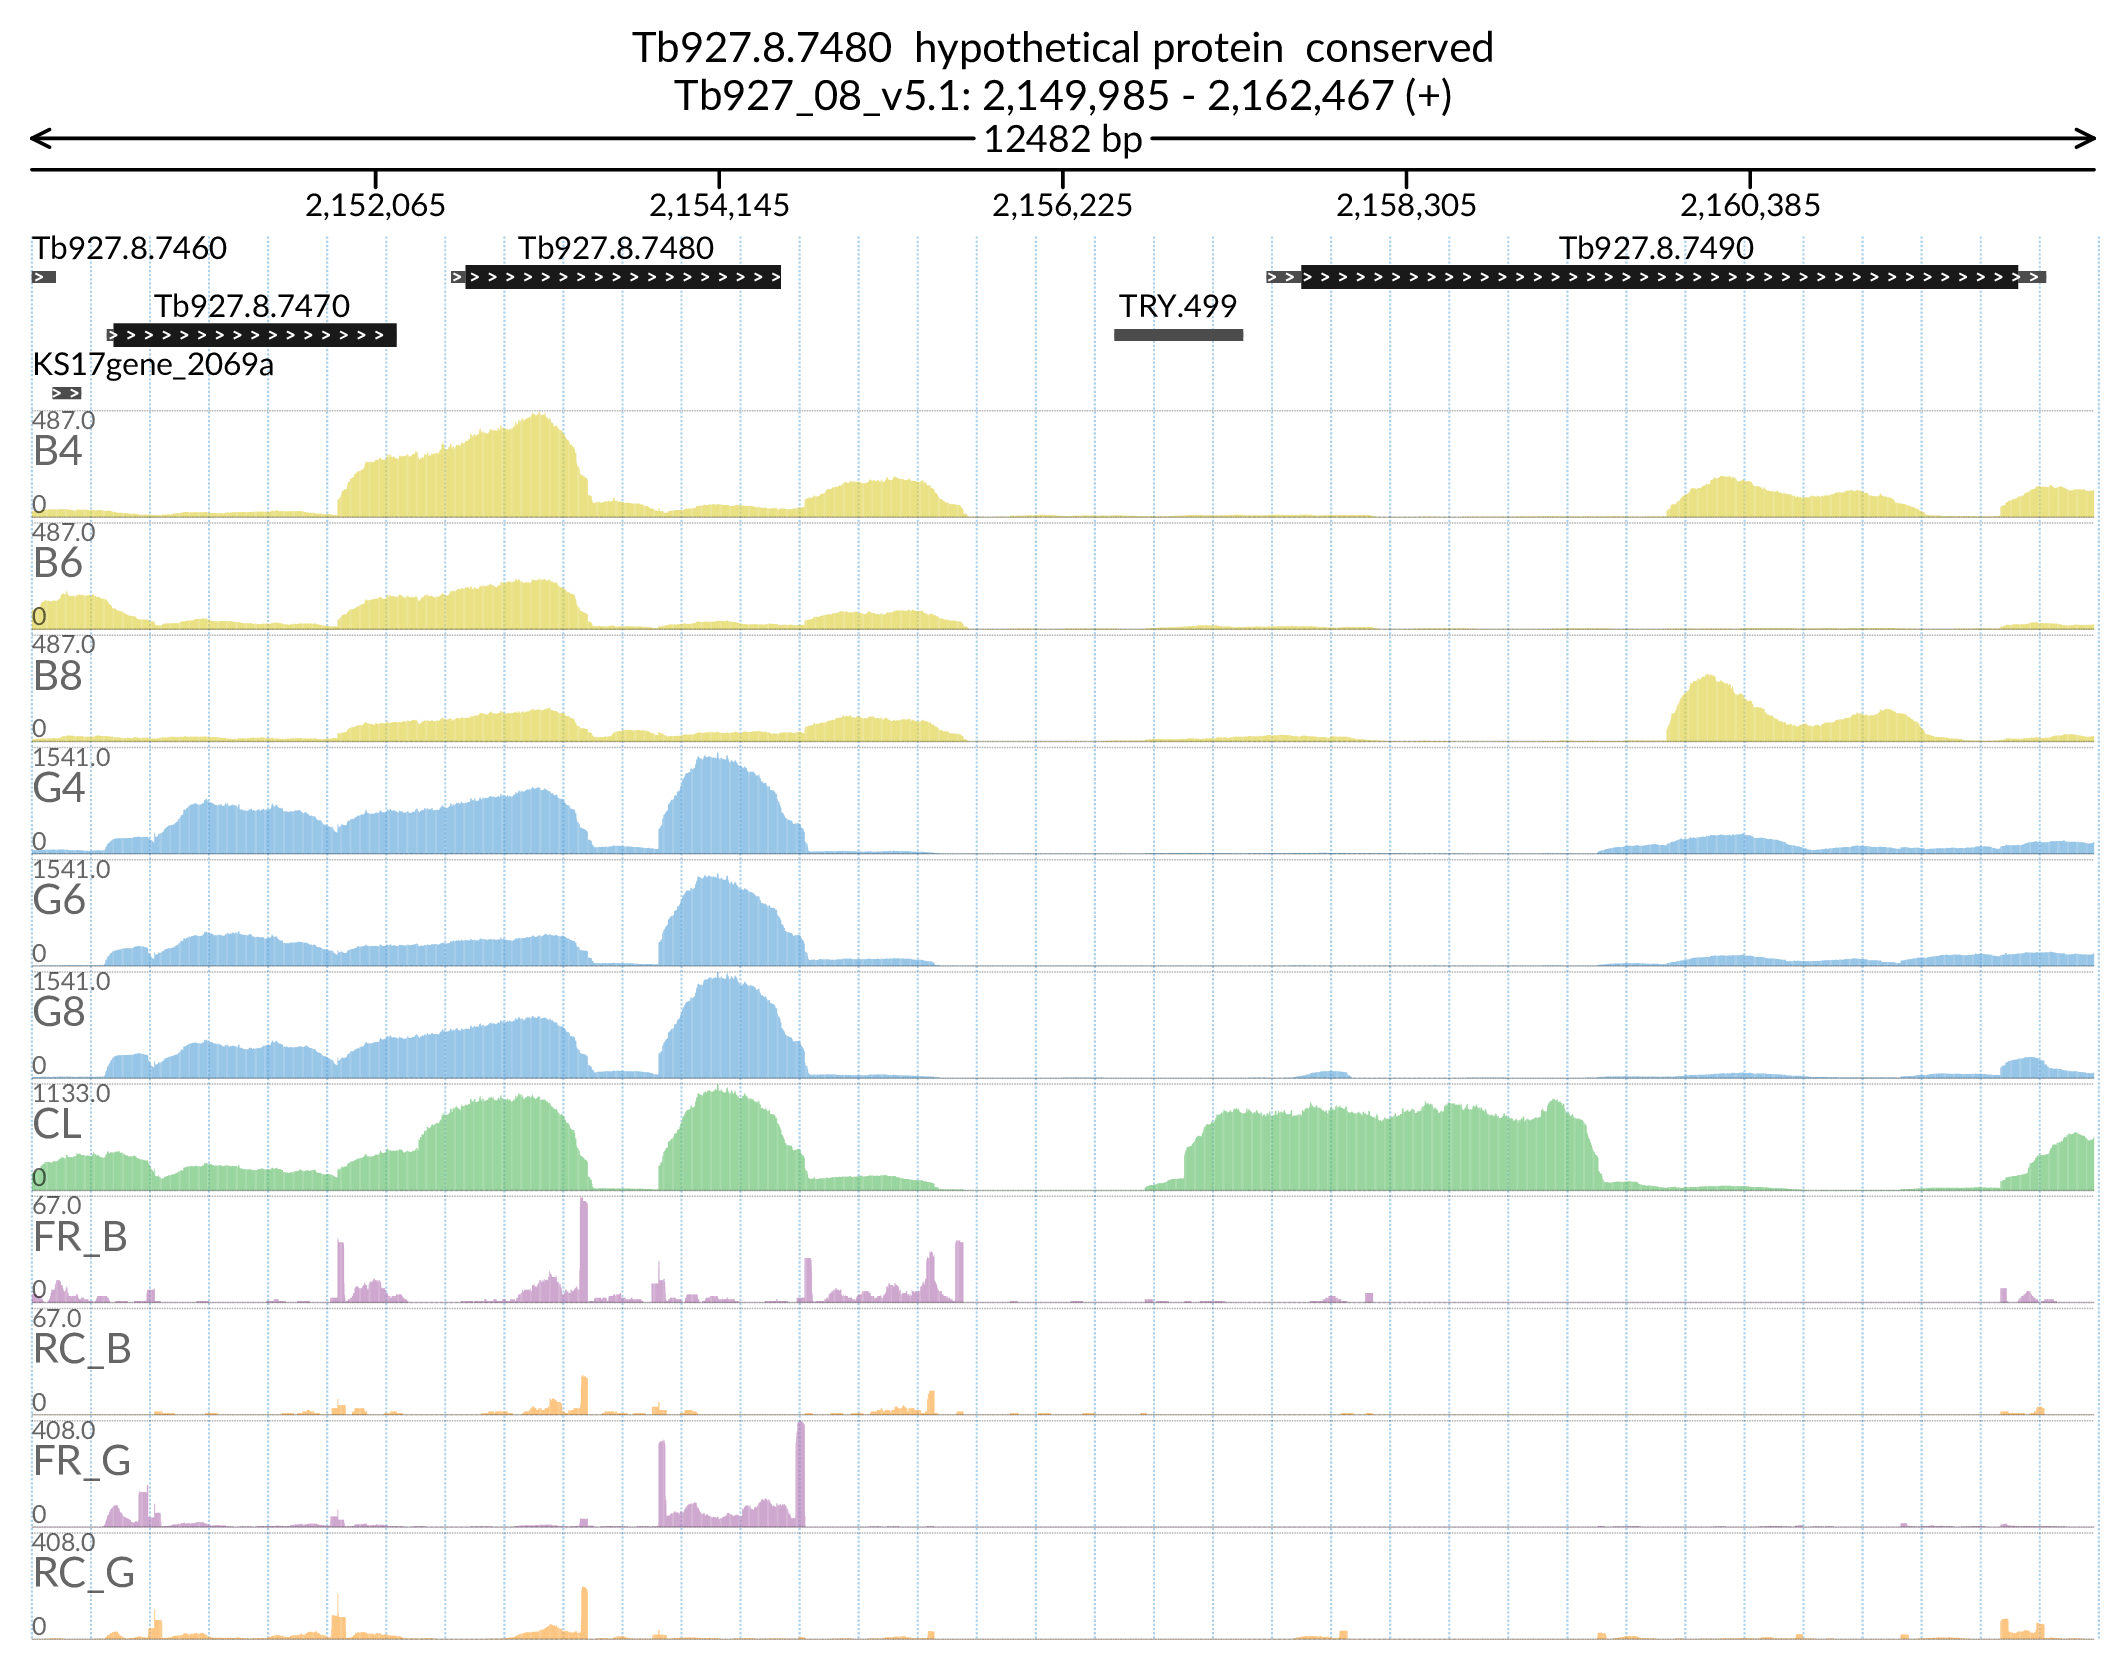 Tb927.8.7480  hypothetical protein  conserved
Tb927_08_v5.1: 2,149,985 - 2,162,467 (+)
12482 bp
2,152,065 2,154,145 2,156,225 2,158,305 2,160,385
Tb927.8.7460 Tb927.8.7480 Tb927.8.7490
Tb927.8.7470 TRY.499
KS17gene_2069a
487.0
B4
0
487.0
B6
0
487.0
B8
0
1541.0
G4
0
1541.0
G6
0
1541.0
G8
0
1133.0
CL
0
67.0
FR_B
0
67.0
RC_B
0
408.0
FR_G
0
408.0
RC_G
0